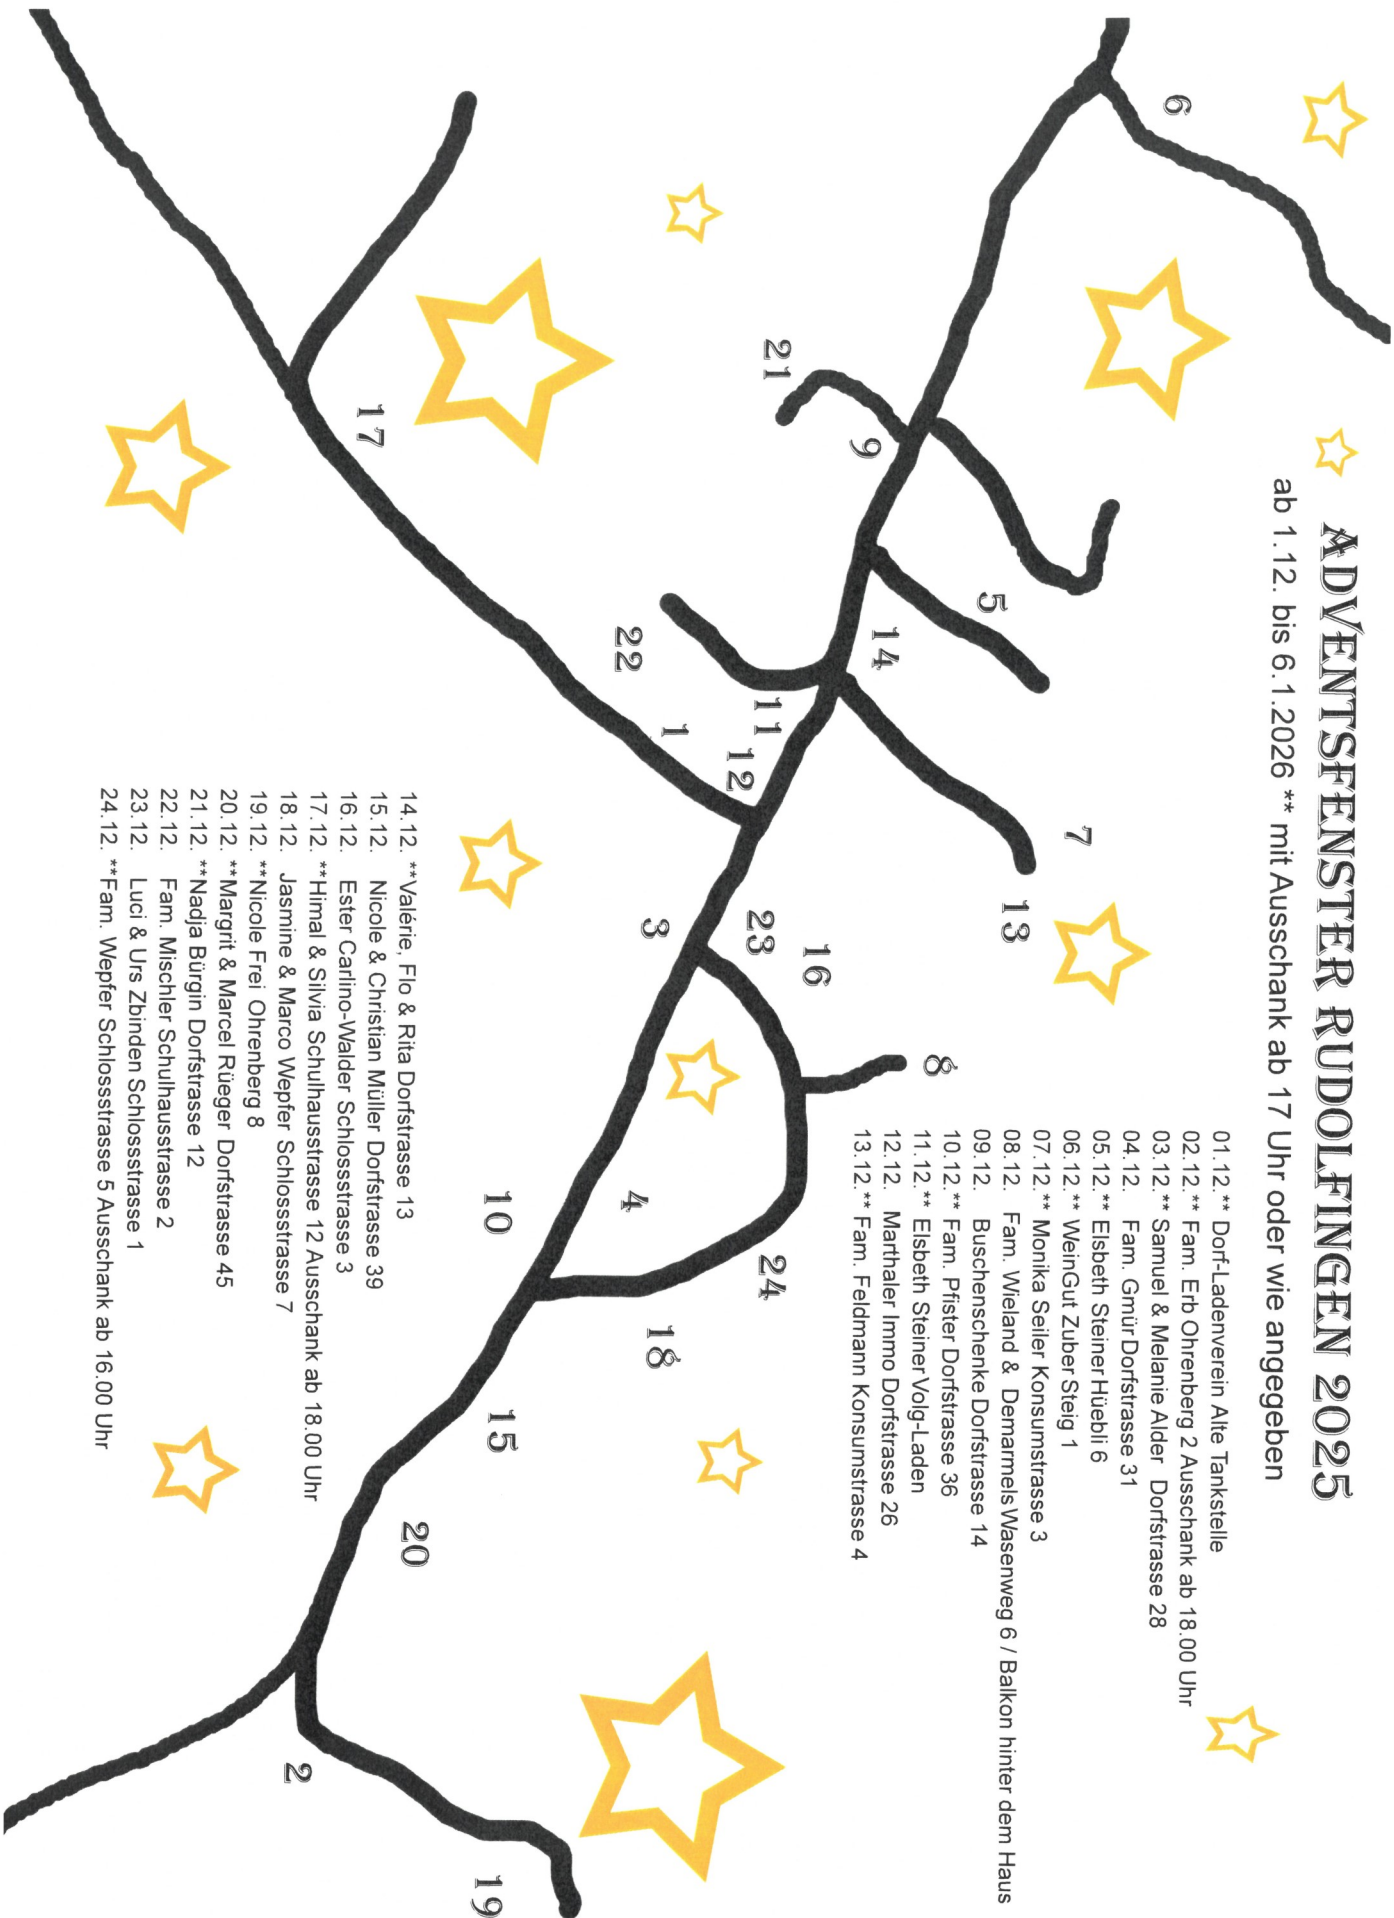 ADVENTSFENSTER RUDOLFINGEN 2025
ab 1.12. bis 6.1.2026 ** mit Ausschank ab 17 Uhr oder wie angegeben
01.12.** Dorf-Ladenverein Alte Tankstelle
02.12.** Fam. Erb Ohrenberg 2 Ausschank ab 18.00 Uhr
03.12.** Samuel & Melanie Alder Dorfstrasse 28
04.12. Fam. Gmür Dorfstrasse 31
05.12.** Elsbeth Steiner Hüebli 6
06.12.** WeinGut Zuber Steig 1
07.12.** Monika Seiler Konsumstrasse 3
08.12. Fam. Wieland & Demarmels Wasenweg 6 / Balkon hinter dem Haus
09.12. Buschenschenke Dorfstrasse 14
10.12.** Fam. Pfister Dorfstrasse 36
11.12.** Elsbeth Steiner Volg-Laden
12.12. Marthaler Immo Dorfstrasse 26
13.12.** Fam. Feldmann Konsumstrasse 4
14.12. **Valérie, Flo & Rita Dorfstrasse 13
15.12. Nicole & Christian Müller Dorfstrasse 39
16.12. Ester Carlino-Walder Schlossstrasse 3
17.12. **Himal & Silvia Schulhausstrasse 12 Ausschank ab 18.00 Uhr
18.12. Jasmine & Marco Wepfer Schlossstrasse 7
19.12. **Nicole Frei Ohrenberg 8
20.12. **Margrit & Marcel Rüeger Dorfstrasse 45
21.12. **Nadja Bürgin Dorfstrasse 12
22.12. Fam. Mischler Schulhausstrasse 2
23.12. Luci & Urs Zbinden Schlossstrasse 1
24.12. **Fam. Wepfer Schlossstrasse 5 Ausschank ab 16.00 Uhr
6
21
9
5
14
7
13
17
22
11
1
12
23
16
3
8
4
10
24
18
15
20
2
19